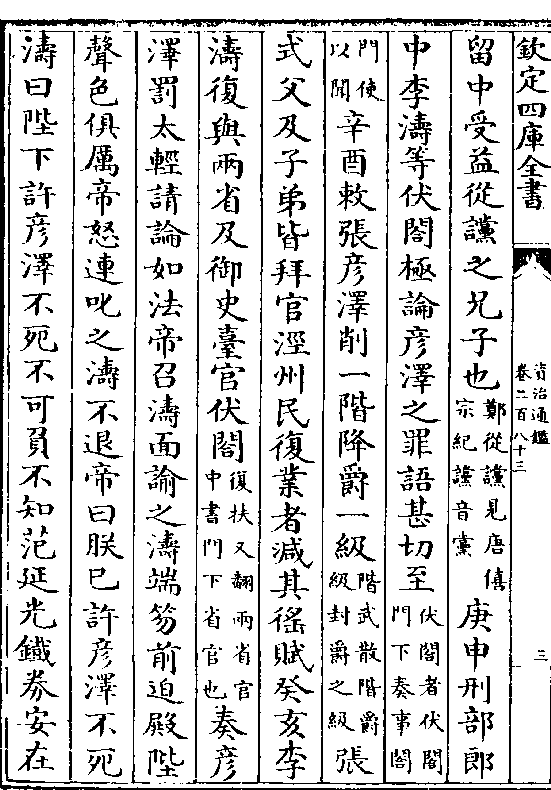 欽定四庫全書
資治通鑑
卷二百八十三
三
留中受益從讜之兄子也鄭從讜見唐僖宗紀讜音黨庚申刑部郎
中李濤等伏閤極論彥澤之罪語甚切至伏閤者伏閤門下奏事閤
門使以聞辛酉敕張彥澤削一階降爵一級階武散階爵級封爵之級張
式父及子弟皆拜官涇州民復業者減其徭賦癸亥李
濤復與兩省及御史臺官伏閤復扶又翻兩省官中書門下省官也奏彥
澤罰太輕請論如法帝召濤面諭之濤端笏前迫殿陛
聲色俱厲帝怒連叱之濤不退帝曰朕已許彥澤不死
濤曰陛下許彥澤不死不可負不知范延光鐵券安在